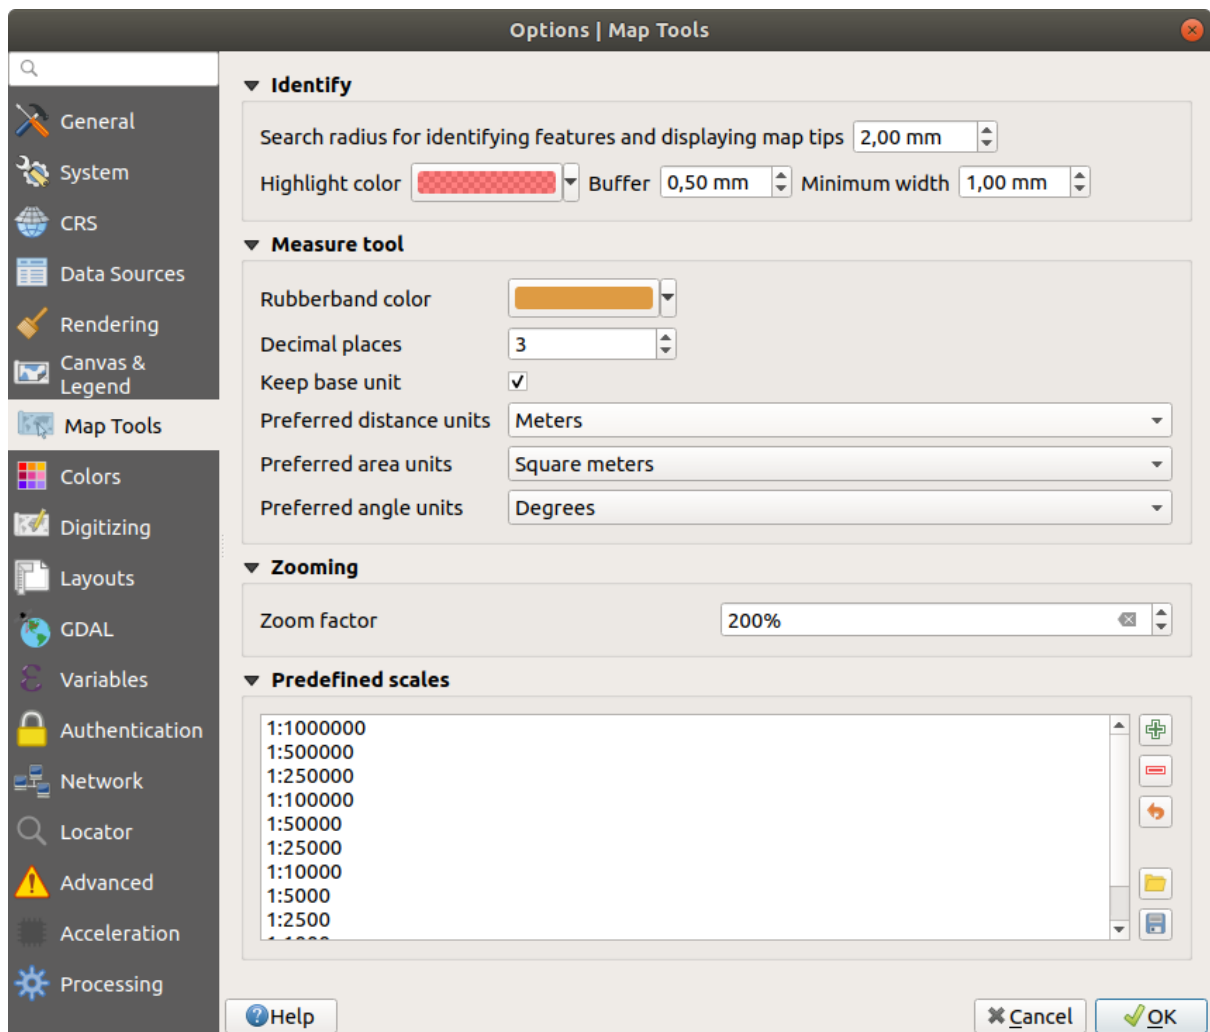 Options | Map Tools
General
System
CRS
Data Sources
Rendering
Canvas &
Legend
Map Tools
Colors
Digitizing
Layouts
GDAL
Variables
Authentication
Network
Locator
Advanced
Acceleration
Processing
Identify
Search radius for identifying features and displaying map tips 2,00 mm
Highlight color Buffer 0,50 mm Minimum width 1,00 mm
Measure tool
Rubberband color
Decimal places 3
Keep base unit
Preferred distance units Meters
Preferred area units Square meters
Preferred angle units Degrees
Zooming
Zoom factor 200%
Predefined scales
1:1000000
1:500000
1:250000
1:100000
1:50000
1:25000
1:10000
1:5000
1:2500
Help
Cancel
OK